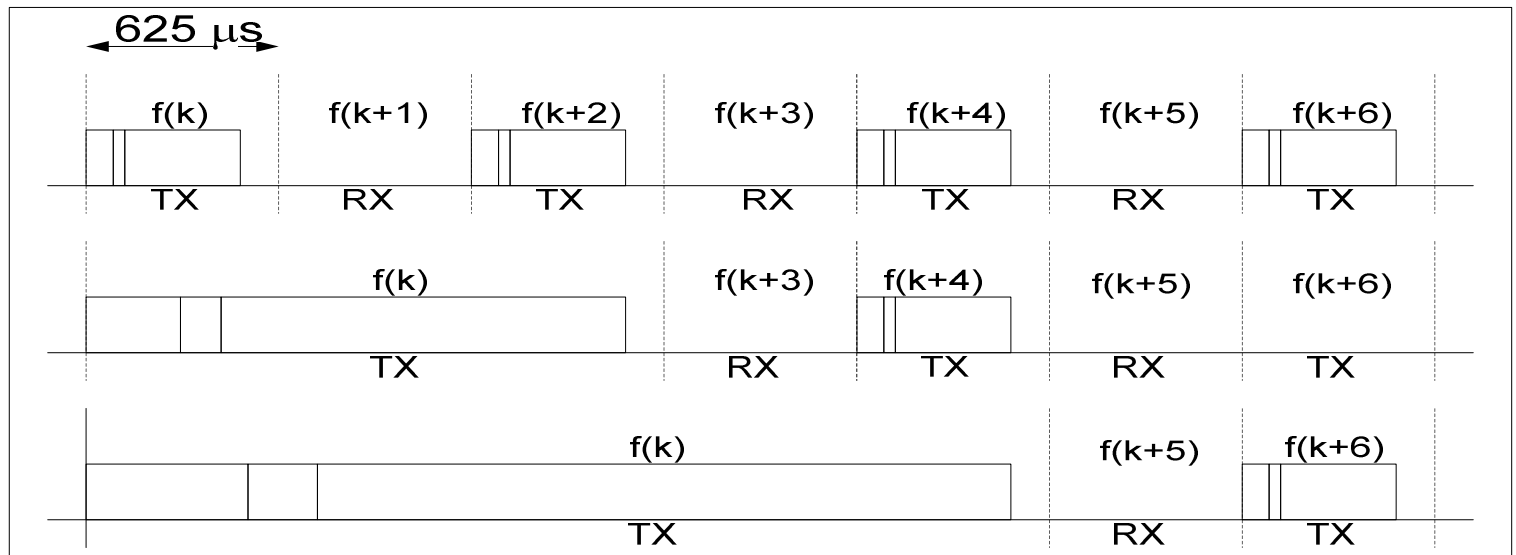 625 µs
f(k) f(k+1) f(k+2) f(k+3) f(k+4) f(k+5) f(k+6)
TX RX TX RX TX RX TX
f(k) f(k+3) f(k+4) f(k+5) f(k+6)
TX RX TX RX TX
f(k) f(k+5) f(k+6)
TX RX TX